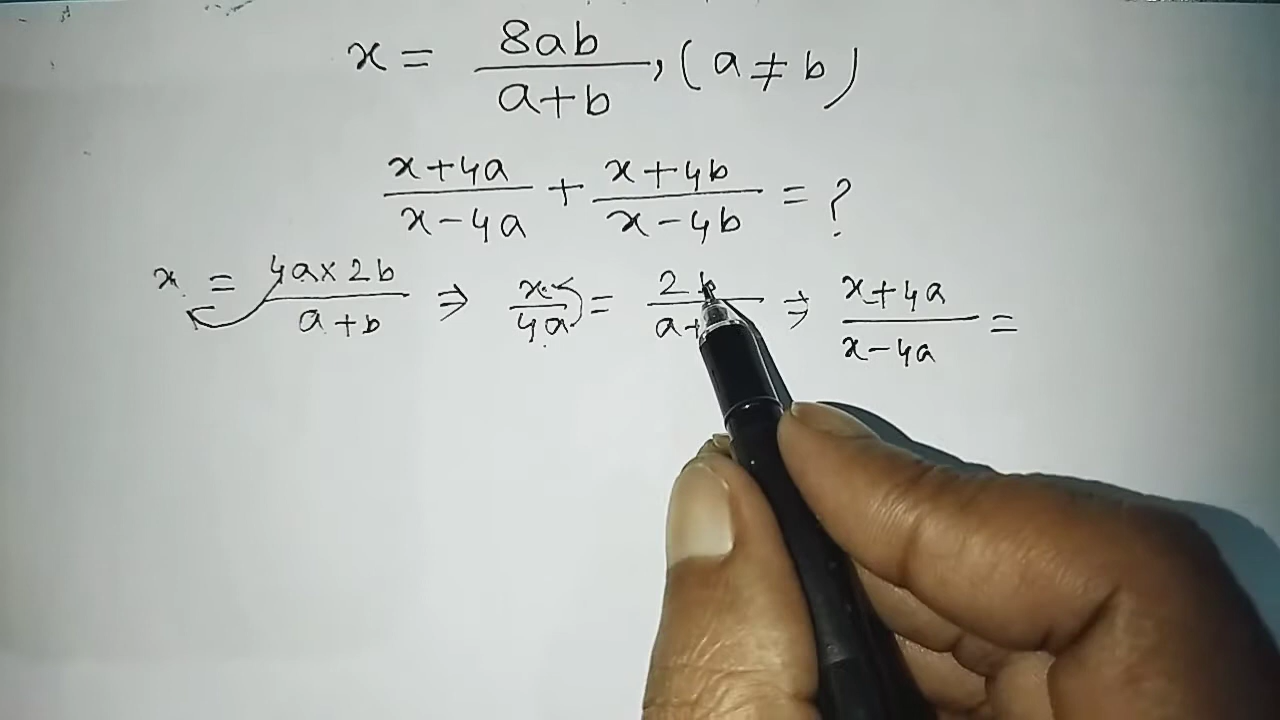 x = 8ab/a+b, (a ≠ b)
x+4a/x-4a + x+4b/x-4b = ?
x = 4a×2b/a+b ⇒ x/4a = 2b/a+ ⇒ x+4a/x-4a =